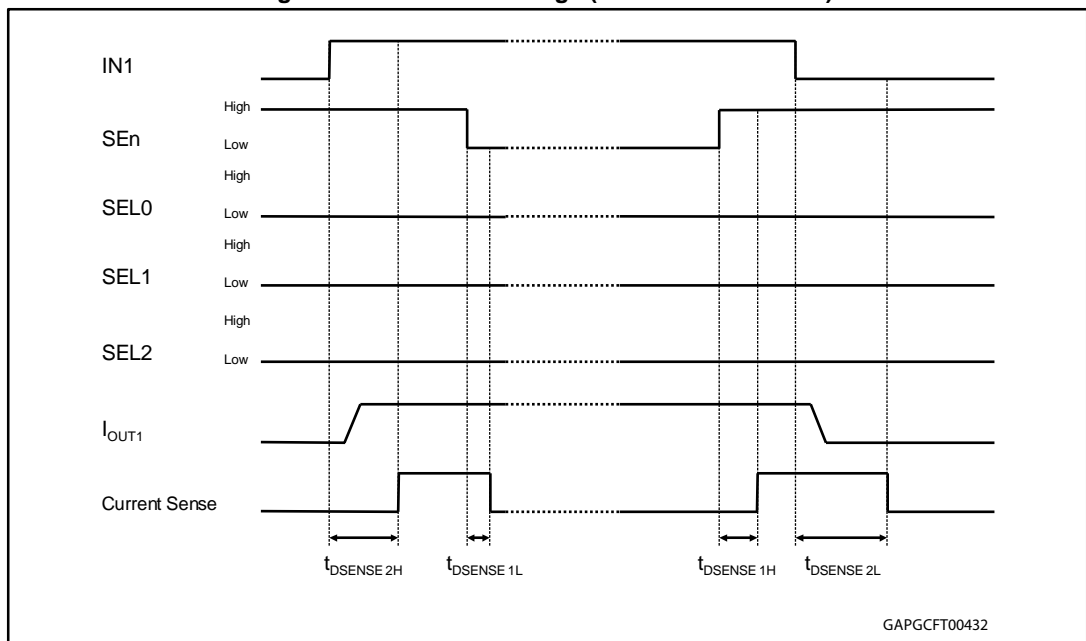 IN1
High
SEn
Low
High
SEL0
Low
High
SEL1
Low
High
SEL2
Low
IOUT1
Current Sense
tDSENSE 2H
tDSENSE 1L
tDSENSE 1H
tDSENSE 2L
GAPGCFT00432